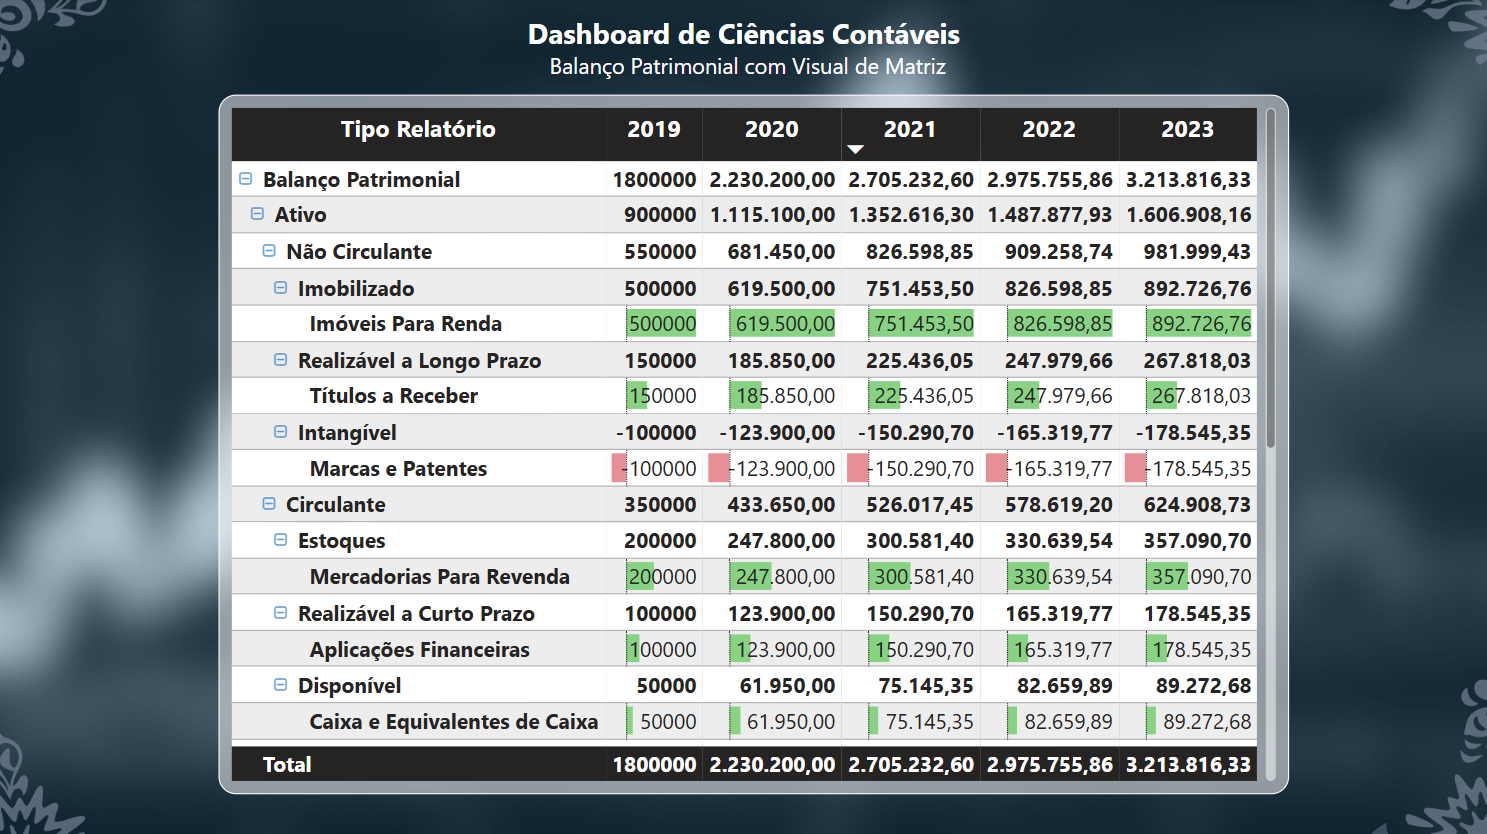 Dashboard de Ciências Contáveis
Balanço Patrimonial com Visual de Matriz
Tipo Relatório 2019 2020 2021 2022 2023
Balanço Patrimonial 1800000 2.230.200,00 2.705.232,60 2.975.755,86 3.213.816,33
Ativo 900000 1.115.100,00 1.352.616,30 1.487.877,93 1.606.908,16
Não Circulante 550000 681.450,00 826.598,85 909.258,74 981.999,43
Imobilizado 500000 619.500,00 751.453,50 826.598,85 892.726,76
Imóveis Para Renda 500000 619.500,00 751.453,50 826.598,85 892.726,76
Realizável a Longo Prazo 150000 185.850,00 225.436,05 247.979,66 267.818,03
Títulos a Receber 150000 185.850,00 225.436,05 247.979,66 267.818,03
Intangível -100000 -123.900,00 -150.290,70 -165.319,77 -178.545,35
Marcas e Patentes -100000 -123.900,00 -150.290,70 -165.319,77 -178.545,35
Circulante 350000 433.650,00 526.017,45 578.619,20 624.908,73
Estoques 200000 247.800,00 300.581,40 330.639,54 357.090,70
Mercadorias Para Revenda 200000 247.800,00 300.581,40 330.639,54 357.090,70
Realizável a Curto Prazo 100000 123.900,00 150.290,70 165.319,77 178.545,35
Aplicações Financeiras 100000 123.900,00 150.290,70 165.319,77 178.545,35
Disponível 50000 61.950,00 75.145,35 82.659,89 89.272,68
Caixa e Equivalentes de Caixa 50000 61.950,00 75.145,35 82.659,89 89.272,68
Total 1800000 2.230.200,00 2.705.232,60 2.975.755,86 3.213.816,33